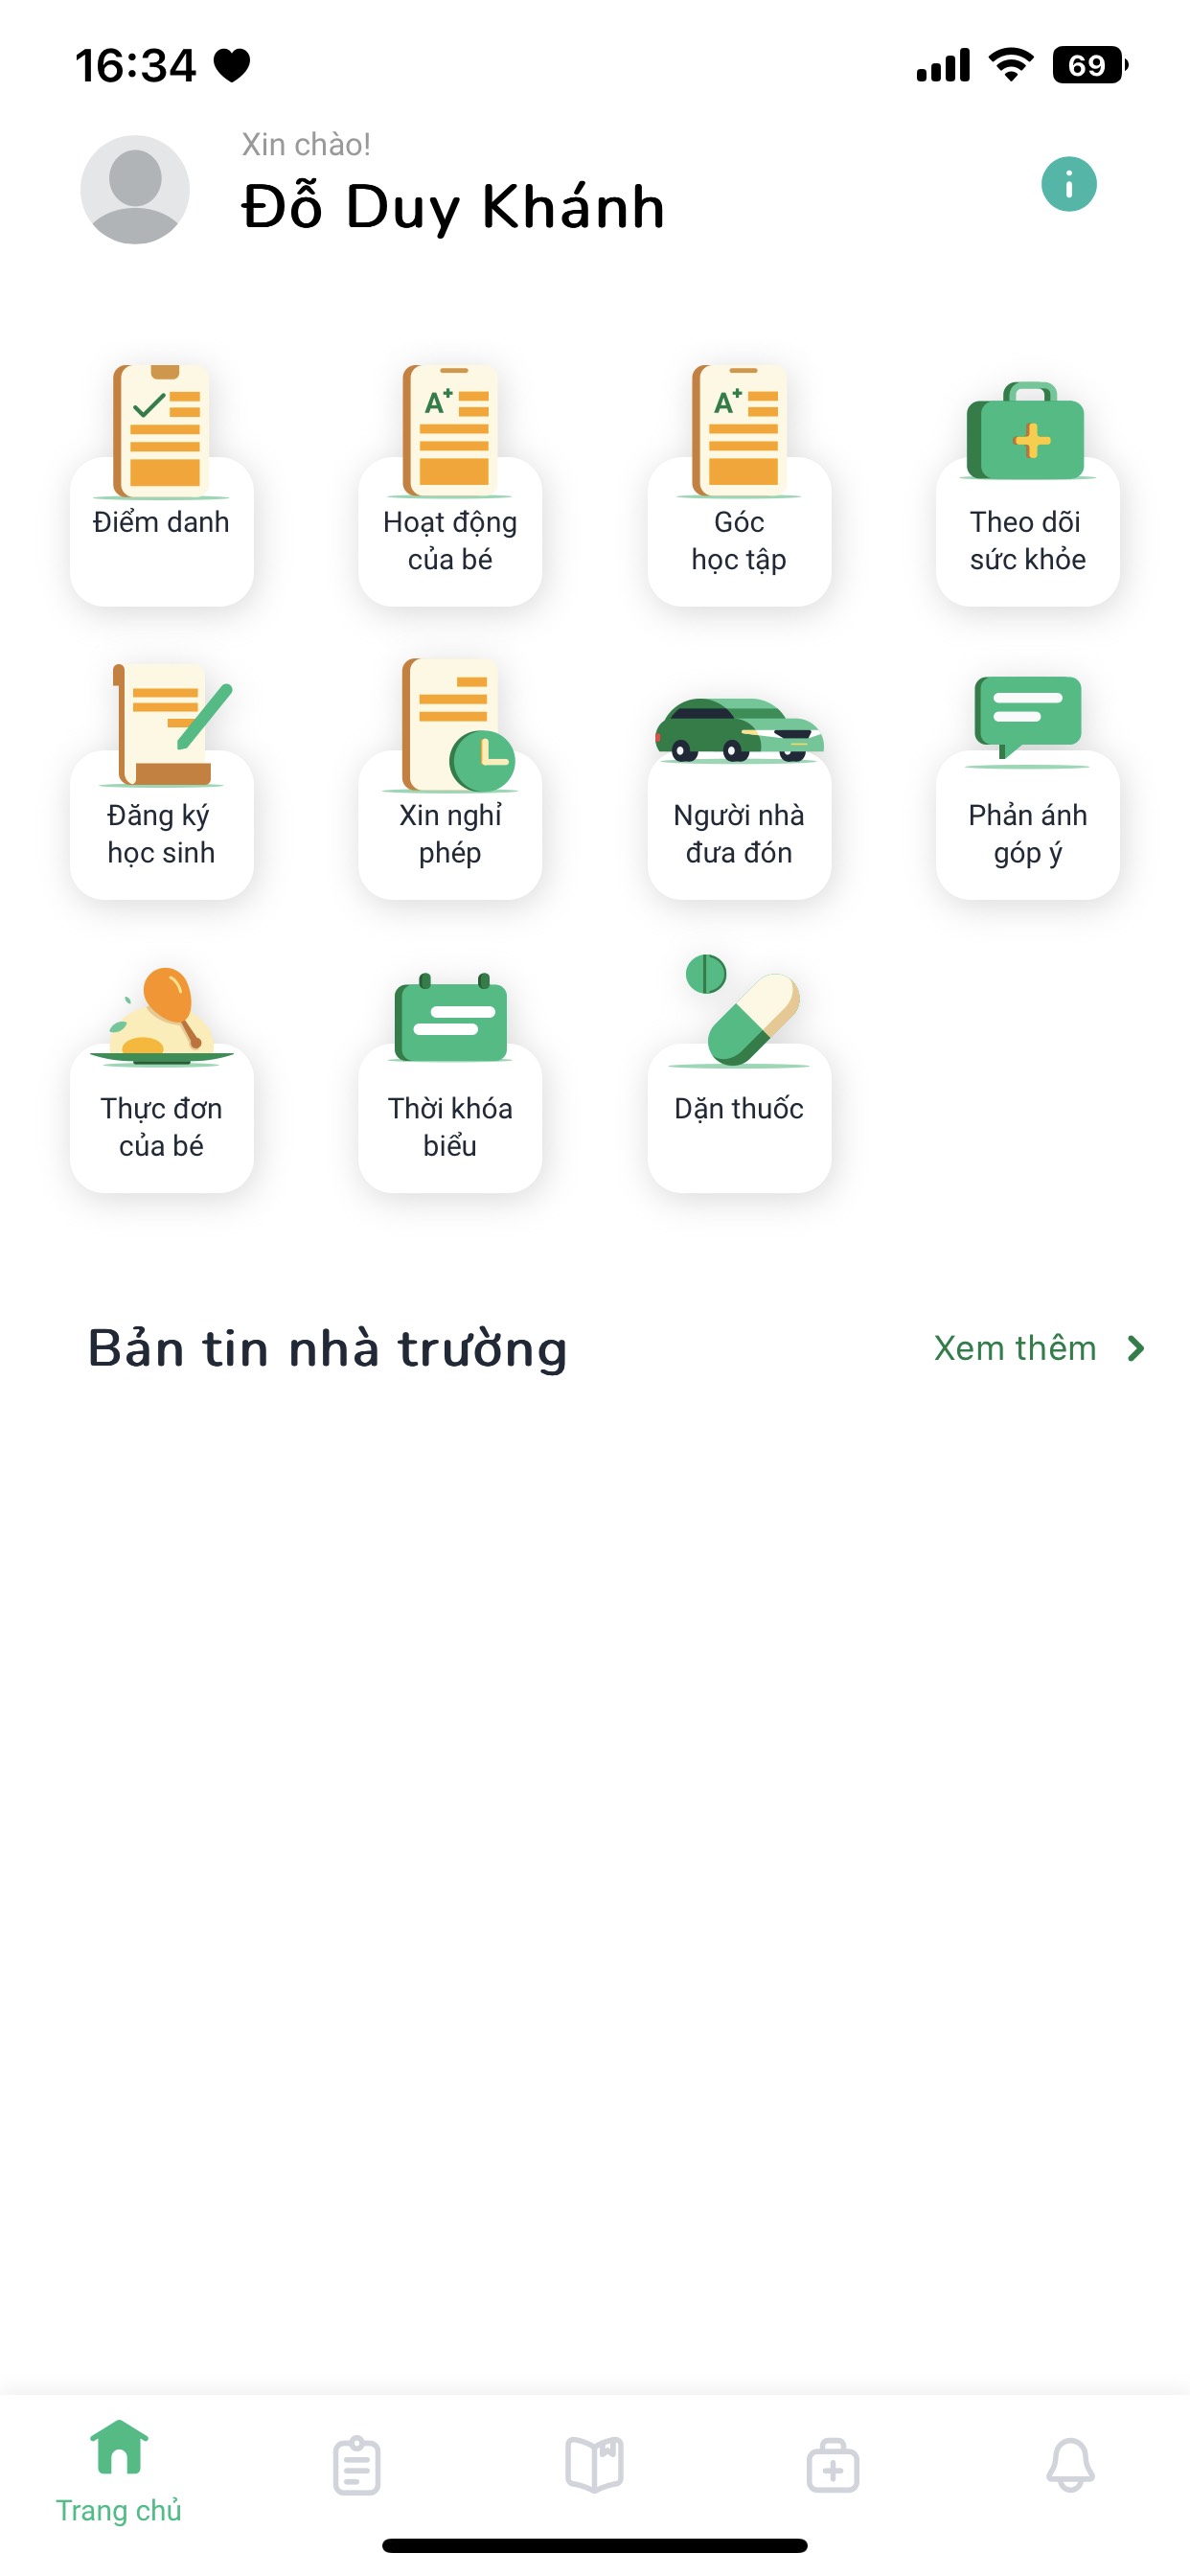 16:34
69
Xin chào!
Đỗ Duy Khánh
Điểm danh
Hoạt động
của bé
Góc
học tập
Theo dõi
sức khỏe
Đăng ký
học sinh
Xin nghỉ
phép
Người nhà
đưa đón
Phản ánh
góp ý
Thực đơn
của bé
Thời khóa
biểu
Dặn thuốc
Bản tin nhà trường
Xem thêm
Trang chủ